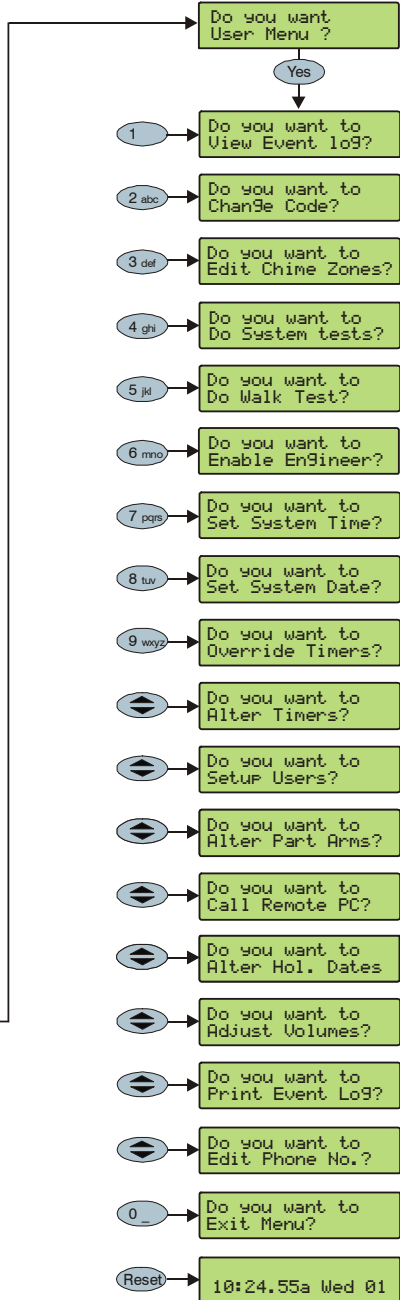 Do you want
User Menu ?
Yes
1
Do you want to
View Event log?
2 abc
Do you want to
Change Code?
3 def
Do you want to
Edit Chime Zones?
4 ghi
Do you want to
Do System tests?
5 jkl
Do you want to
Do Walk Test?
6 mno
Do you want to
Enable Engineer?
7 pqrs
Do you want to
Set System Time?
8 tuv
Do you want to
Set System Date?
9 wxyz
Do you want to
Override Timers?
Do you want to
Alter Timers?
Do you want to
Setup Users?
Do you want to
Alter Part Arms?
Do you want to
Call Remote PC?
Do you want to
Alter Hol. Dates
Do you want to
Adjust Volumes?
Do you want to
Print Event Log?
Do you want to
Edit Phone No.?
0 _
Do you want to
Exit Menu?
Reset
10:24.55a Wed 01